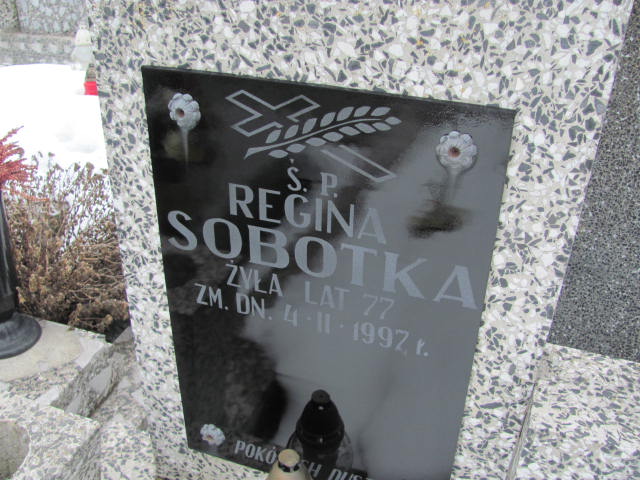 Ś. P.
REGINA
SOBOTKA
ŻYŁA LAT 77
ZM. DN. 4-II-1997 r.